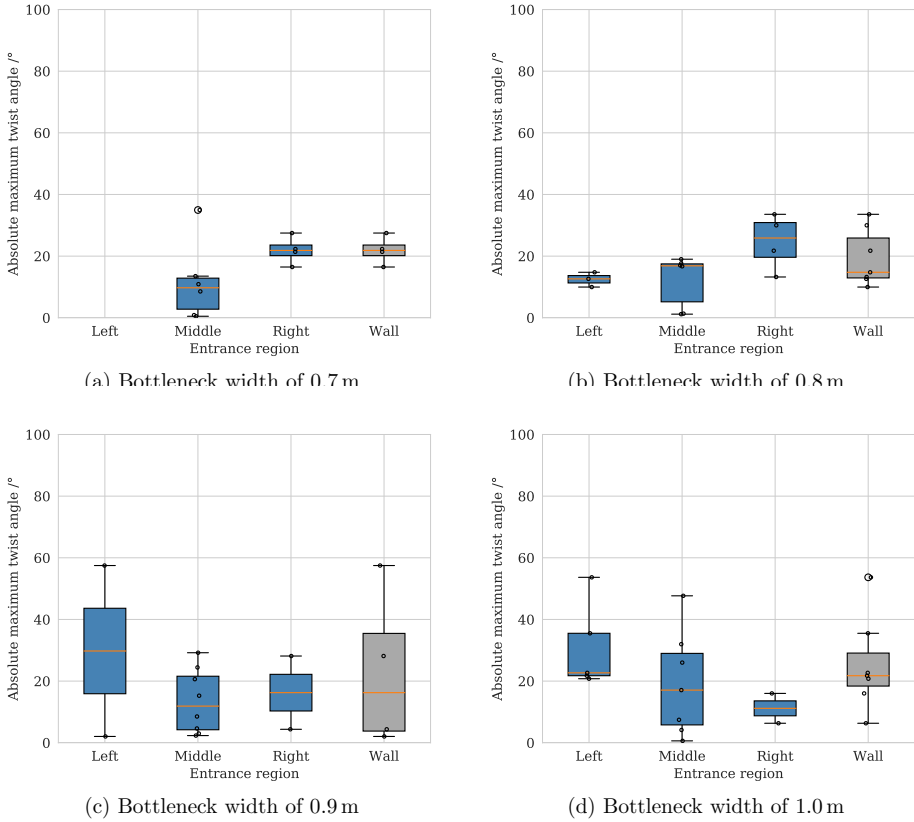 100
80
60
40
20
0
Absolute maximum twist angle /°
Left Middle Right Wall
Entrance region
(a) Bottleneck width of 0.7 m
100
80
60
40
20
0
Absolute maximum twist angle /°
Left Middle Right Wall
Entrance region
(b) Bottleneck width of 0.8 m
100
80
60
40
20
0
Absolute maximum twist angle /°
Left Middle Right Wall
Entrance region
(c) Bottleneck width of 0.9 m
100
80
60
40
20
0
Absolute maximum twist angle /°
Left Middle Right Wall
Entrance region
(d) Bottleneck width of 1.0 m